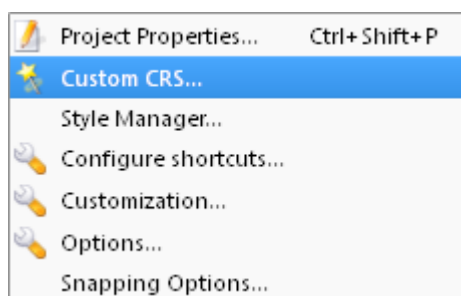 Project Properties... Ctrl+Shift+P
Custom CRS...
Style Manager...
Configure shortcuts...
Customization...
Options...
Snapping Options...